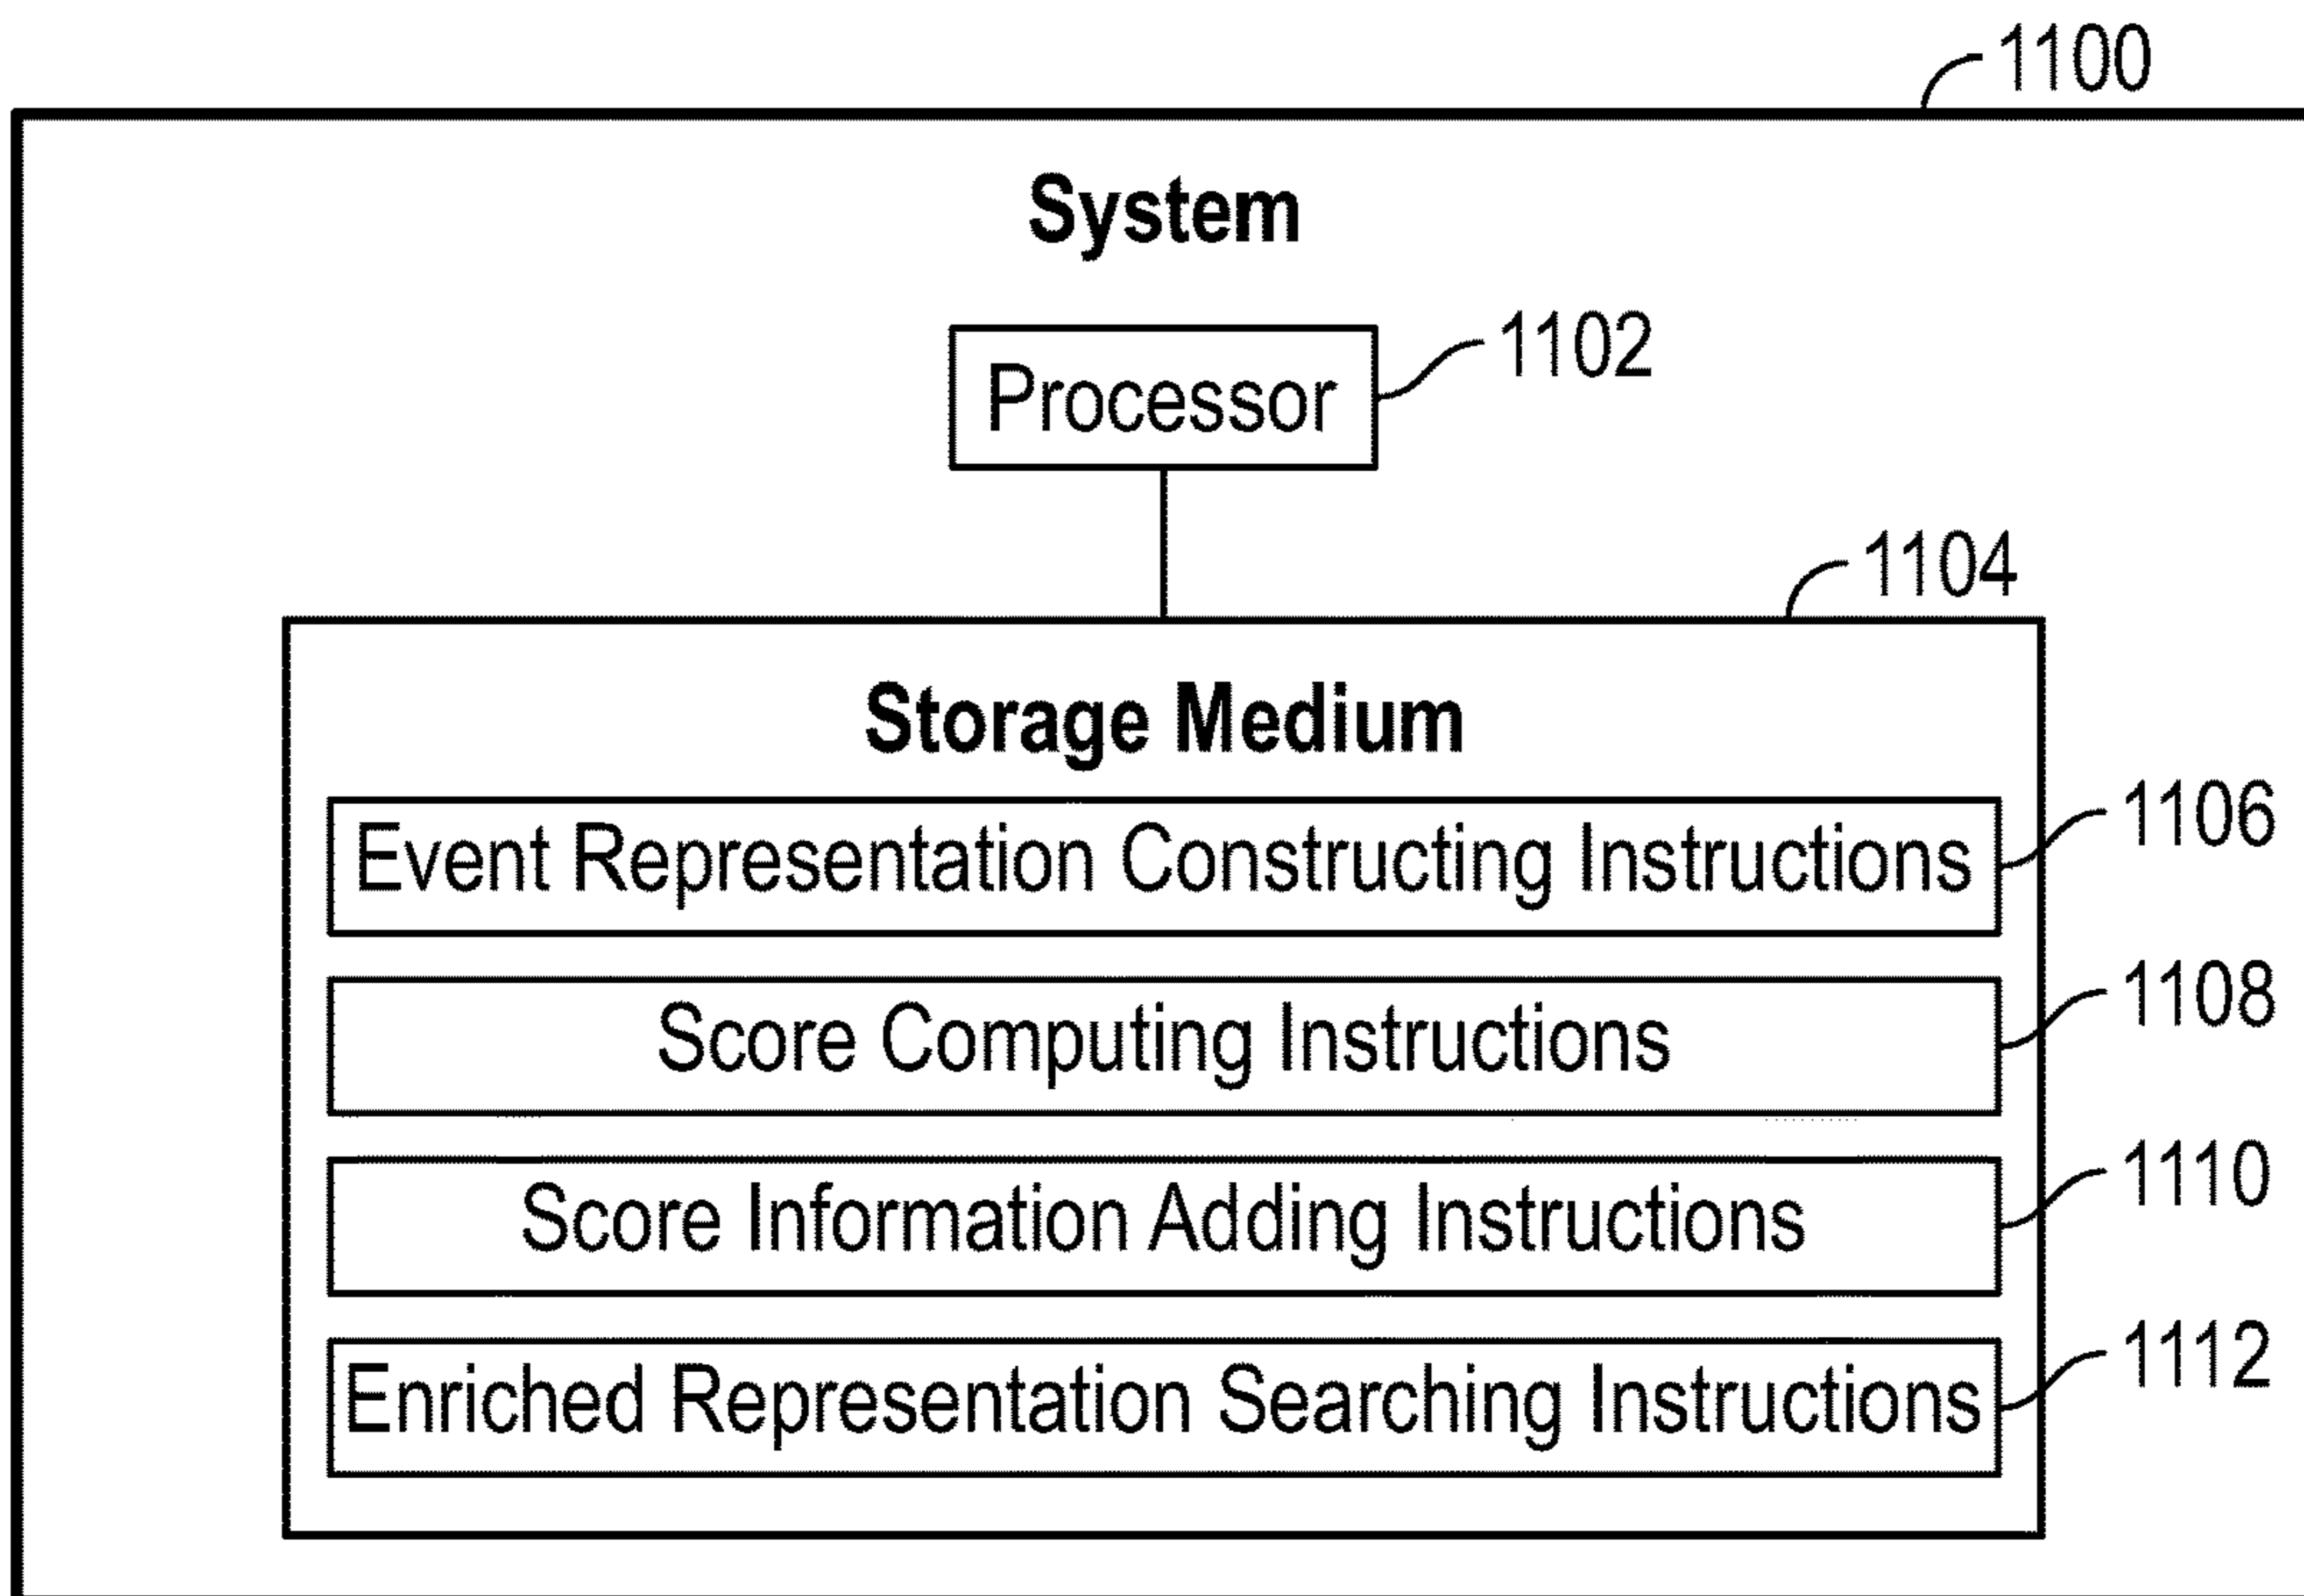 1100
System
Processor
1102
1104
Storage Medium
Event Representation Constructing Instructions
1106
Score Computing Instructions
1108
Score Information Adding Instructions
1110
Enriched Representation Searching Instructions
1112